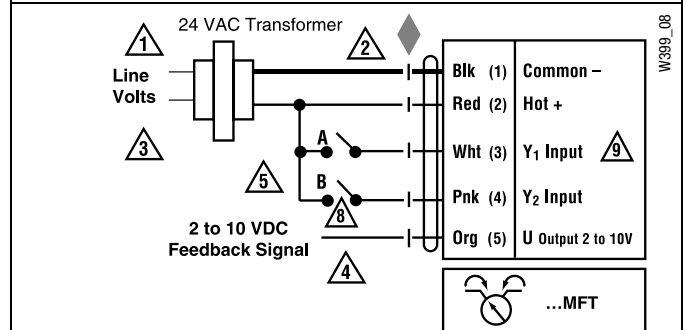 24 VAC Transformer
1
2
Line
Volts
3
Blk (1) Common –
Red (2) Hot +
A
Wht (3) Y₁ Input
9
5
B
Pnk (4) Y₂ Input
8
2 to 10 VDC
Feedback Signal
Org (5) U Output 2 to 10V
4
...MFT
W399_08